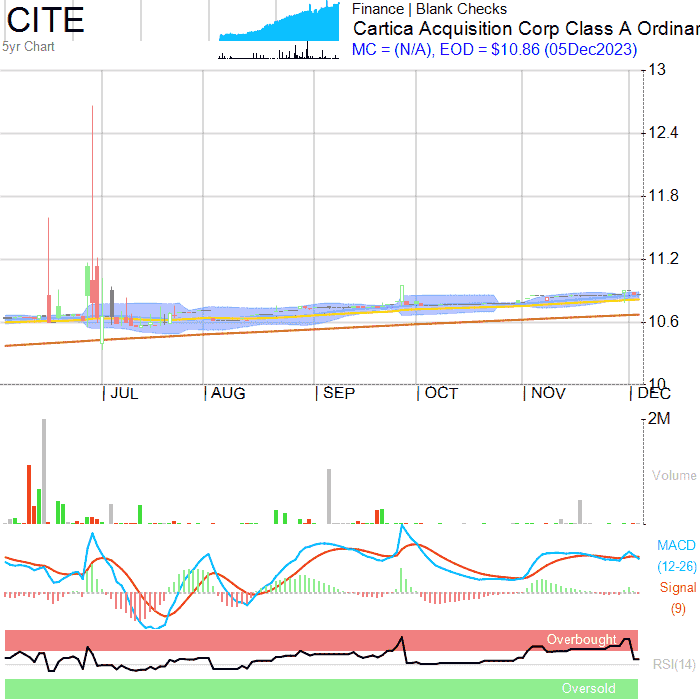 CITE
5yr Chart
Finance | Blank Checks
Cartica Acquisition Corp Class A Ordinar
MC = (N/A), EOD = $10.86 (05Dec2023)
13
12.4
11.8
11.2
10.6
10
JUL AUG SEP OCT NOV DEC
2M
Volume
MACD
(12-26)
Signal
(9)
Overbought
RSI(14)
Oversold